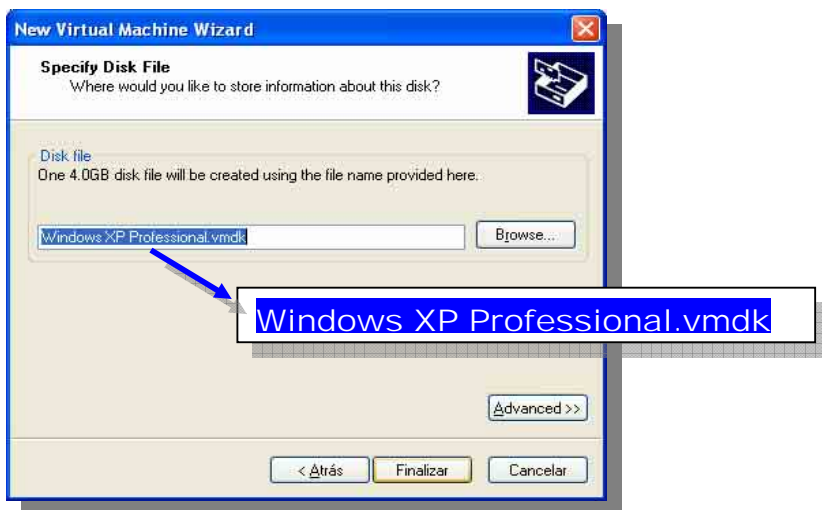 New Virtual Machine Wizard
Specify Disk File
Where would you like to store information about this disk?
Disk file
One 4.0GB disk file will be created using the file name provided here.
Windows XP Professional.vmdk
Browse...
Windows XP Professional.vmdk
Advanced >>
< Atrás
Finalizar
Cancelar